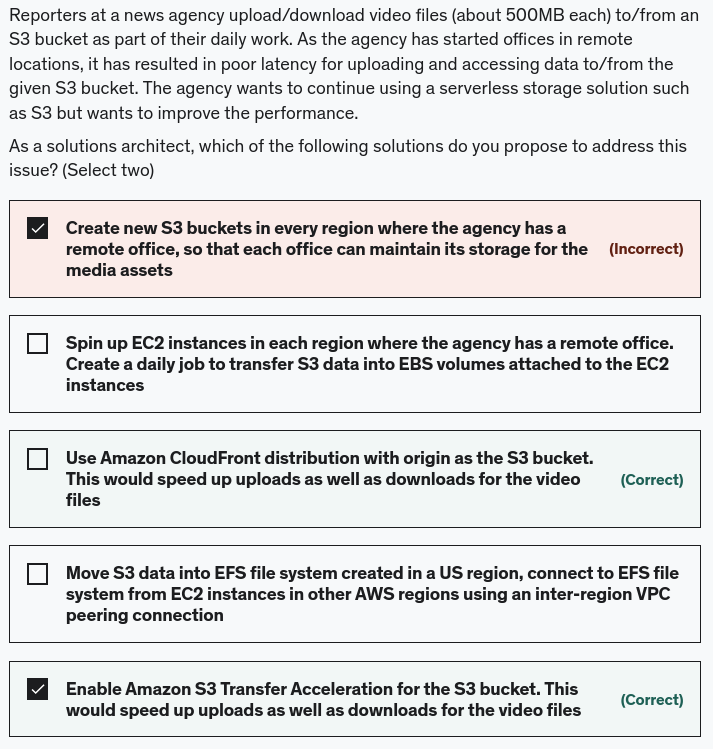 Reporters at a news agency upload/download video files (about 500MB each) to/from an
S3 bucket as part of their daily work. As the agency has started offices in remote
locations, it has resulted in poor latency for uploading and accessing data to/from the
given S3 bucket. The agency wants to continue using a serverless storage solution such
as S3 but wants to improve the performance.
As a solutions architect, which of the following solutions do you propose to address this
issue? (Select two)
Create new S3 buckets in every region where the agency has a
remote office, so that each office can maintain its storage for the
media assets
(Incorrect)
Spin up EC2 instances in each region where the agency has a remote office.
Create a daily job to transfer S3 data into EBS volumes attached to the EC2
instances
Use Amazon CloudFront distribution with origin as the S3 bucket.
This would speed up uploads as well as downloads for the video
files
(Correct)
Move S3 data into EFS file system created in a US region, connect to EFS file
system from EC2 instances in other AWS regions using an inter-region VPC
peering connection
Enable Amazon S3 Transfer Acceleration for the S3 bucket. This
would speed up uploads as well as downloads for the video files
(Correct)